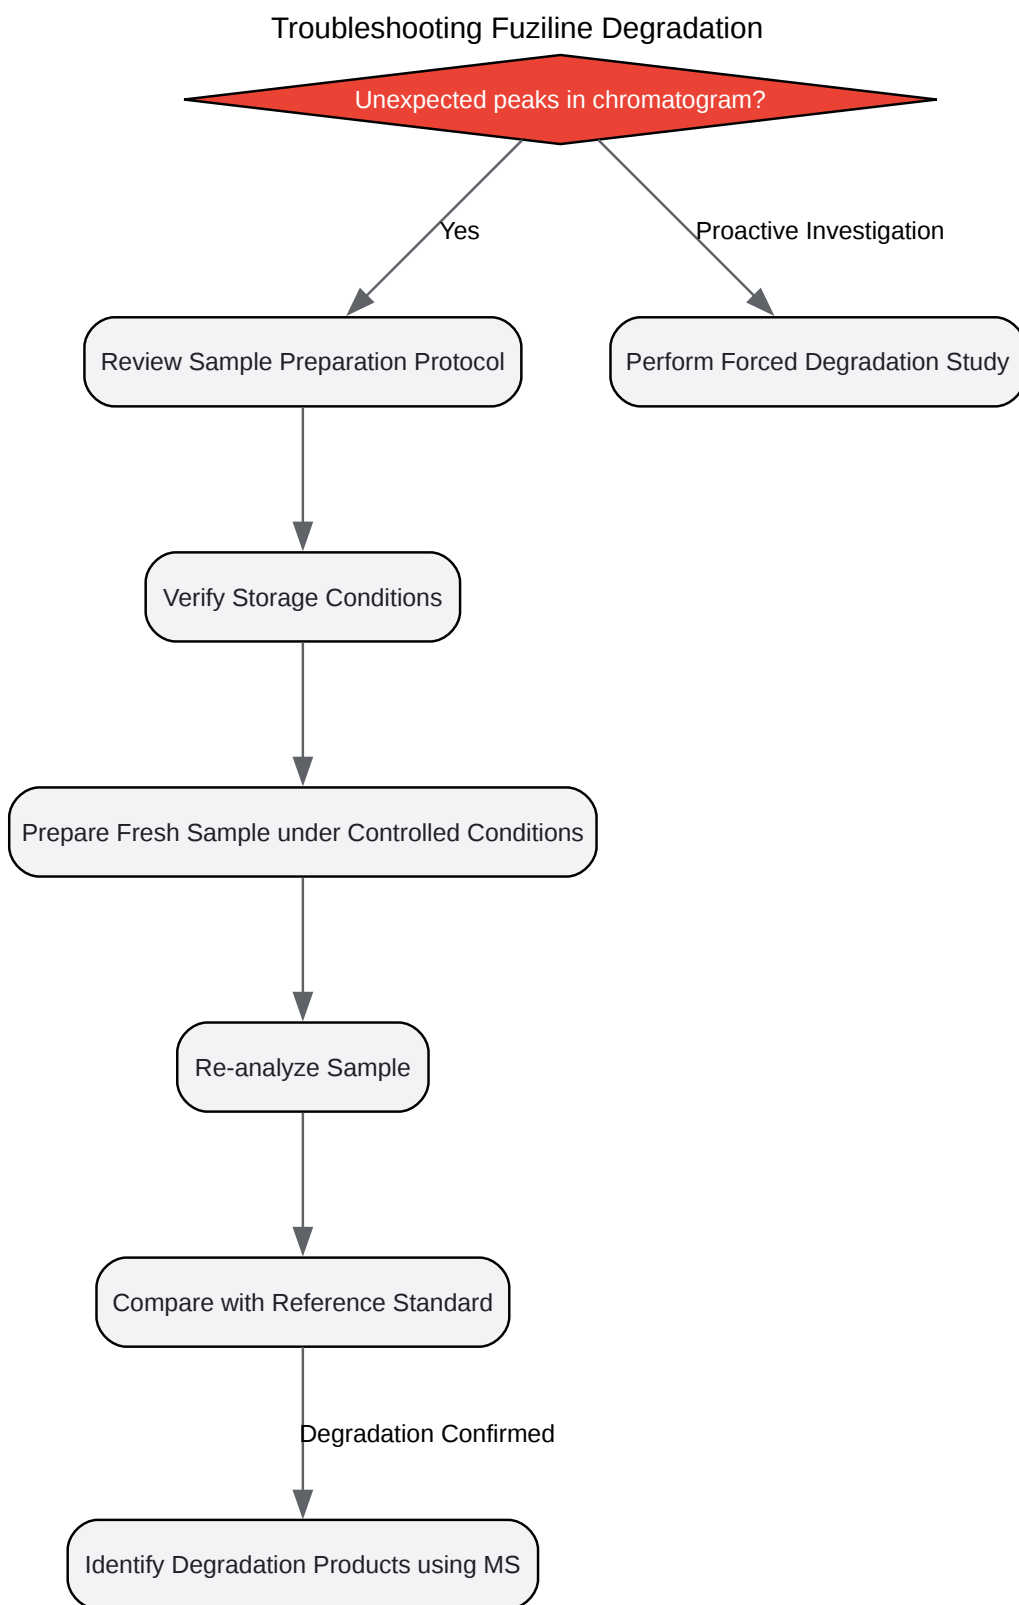 Troubleshooting Fuziline Degradation
Unexpected peaks in chromatogram?
Yes
Proactive Investigation
Review Sample Preparation Protocol
Perform Forced Degradation Study
Verify Storage Conditions
Prepare Fresh Sample under Controlled Conditions
Re-analyze Sample
Compare with Reference Standard
Degradation Confirmed
Identify Degradation Products using MS